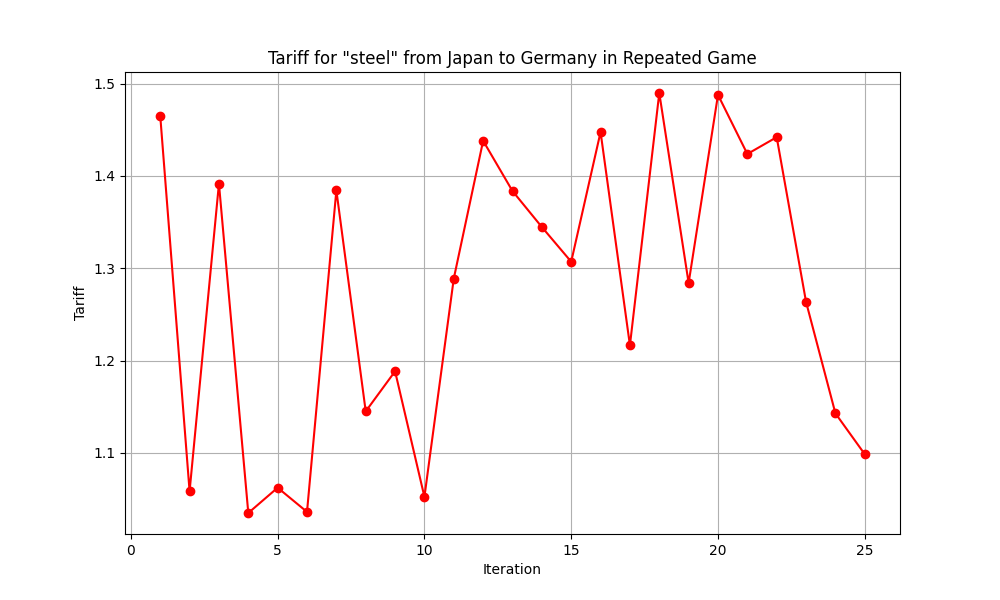 Tariff for "steel" from Japan to Germany in Repeated Game
1.5
1.4
1.3
1.2
1.1
Tariff
0 5 10 15 20 25
Iteration